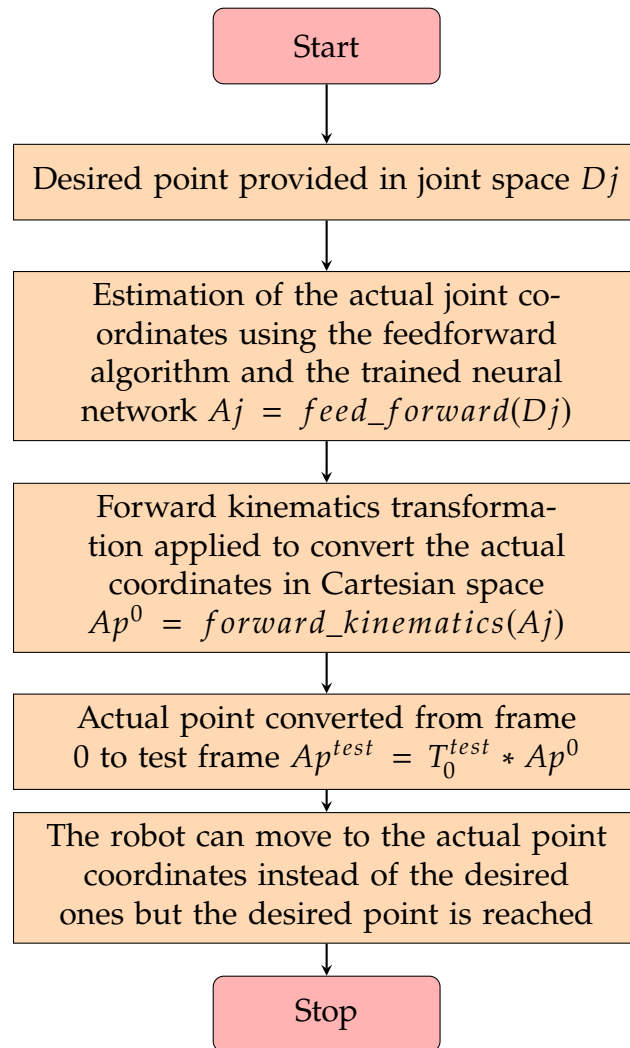 Start
Desired point provided in joint space Dj
Estimation of the actual joint co-
ordinates using the feedforward
algorithm and the trained neural
network Aj = feed_forward(Dj)
Forward kinematics transforma-
tion applied to convert the actual
coordinates in Cartesian space
Ap⁰ = forward_kinematics(Aj)
Actual point converted from frame
0 to test frame Ap^{test} = T_0^{test} * Ap⁰
The robot can move to the actual point
coordinates instead of the desired
ones but the desired point is reached
Stop